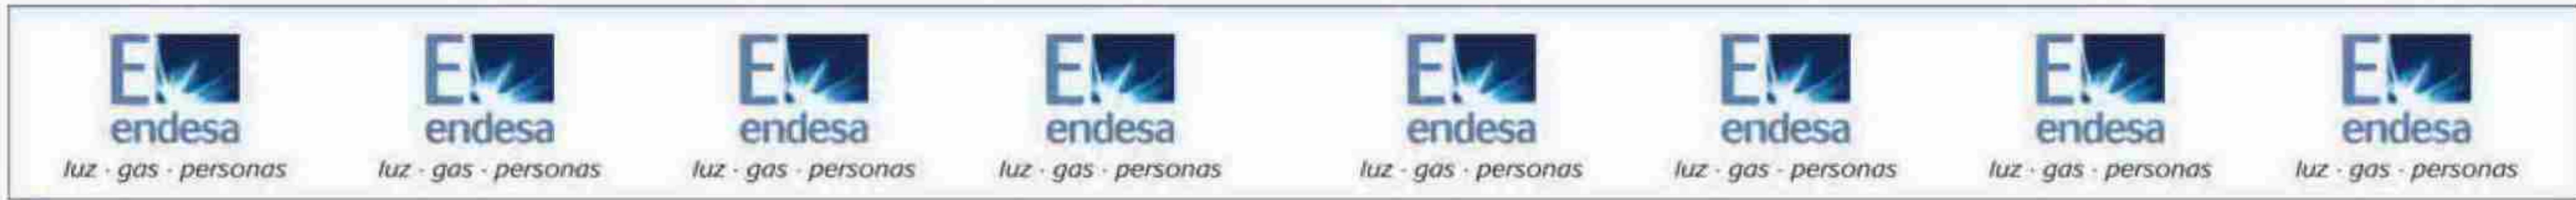 E E E E E E E E
endesa endesa endesa endesa endesa endesa endesa endesa
luz · gas · personas luz · gas · personas luz · gas · personas luz · gas · personas luz · gas · personas luz · gas · personas luz · gas · personas luz · gas · personas